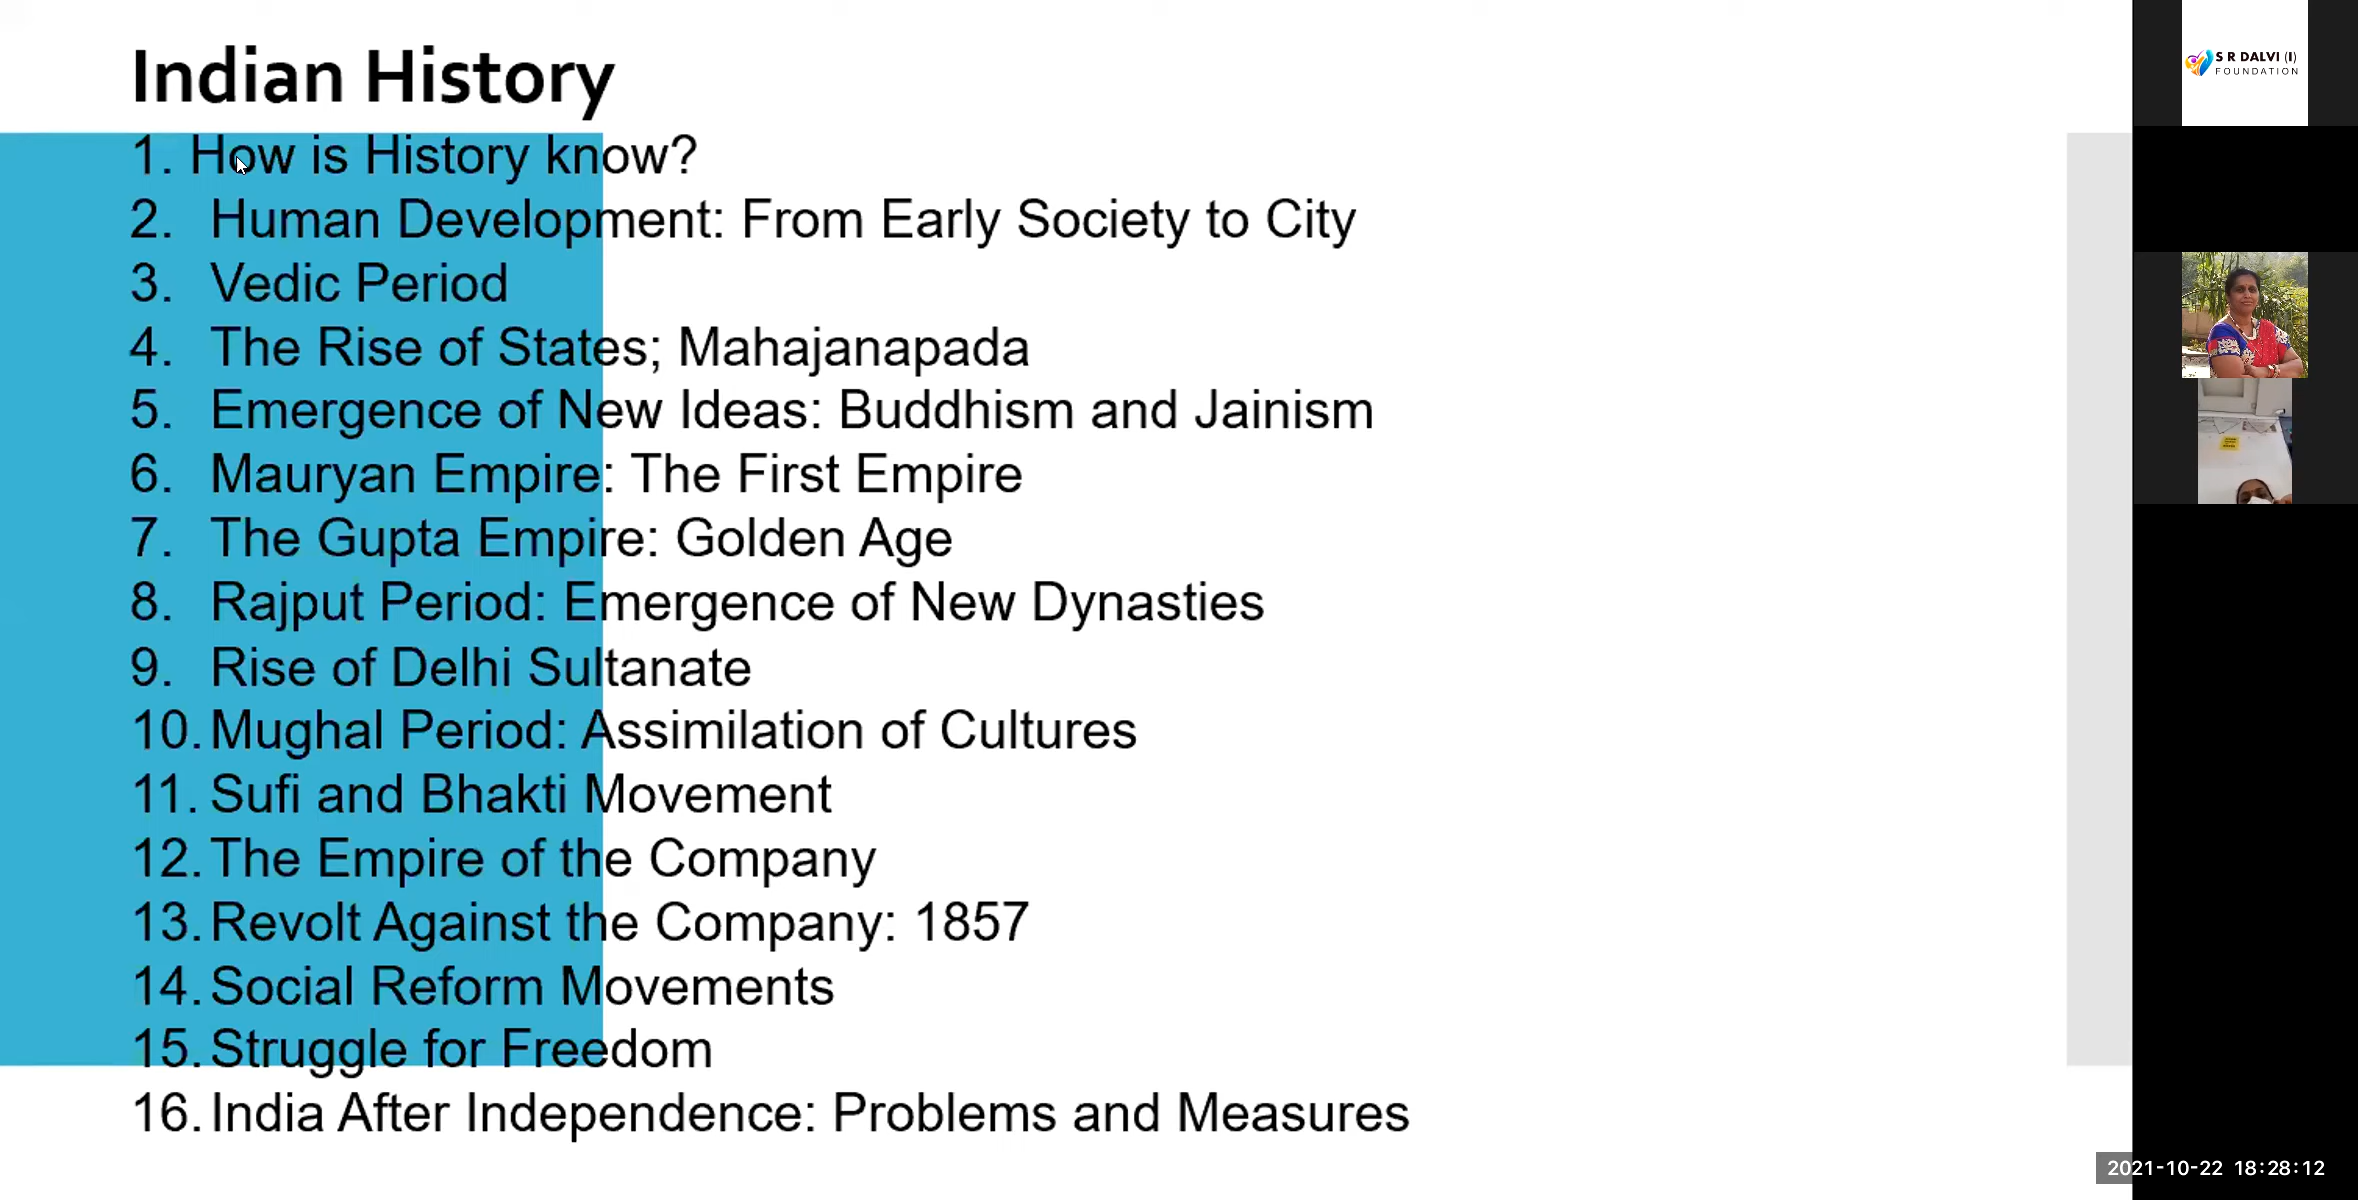 Indian History
1. How is History know?
2. Human Development: From Early Society to City
3. Vedic Period
4. The Rise of States; Mahajanapada
5. Emergence of New Ideas: Buddhism and Jainism
6. Mauryan Empire: The First Empire
7. The Gupta Empire: Golden Age
8. Rajput Period: Emergence of New Dynasties
9. Rise of Delhi Sultanate
10. Mughal Period: Assimilation of Cultures
11. Sufi and Bhakti Movement
12. The Empire of the Company
13. Revolt Against the Company: 1857
14. Social Reform Movements
15. Struggle for Freedom
16. India After Independence: Problems and Measures
S R DALVI (I)
FOUNDATION
2021-10-22 18:28:12